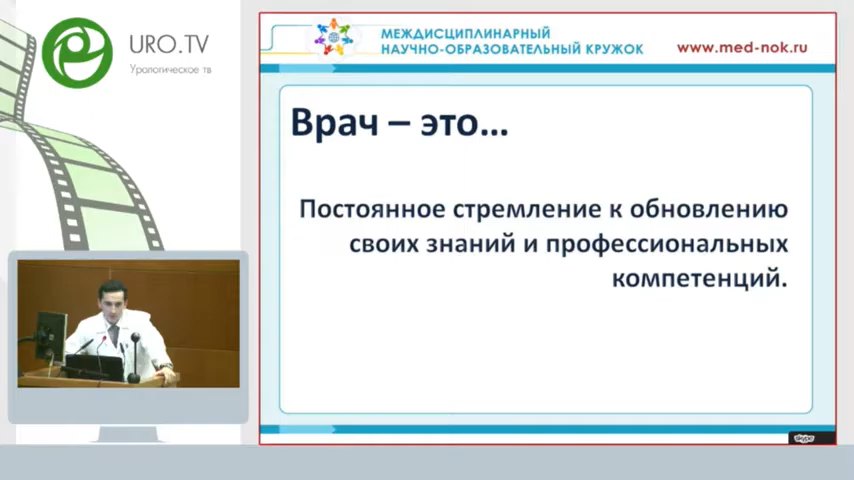 URO.TV
Урологическое тв
МЕЖДИСЦИПЛИНАРНЫЙ
НАУЧНО-ОБРАЗОВАТЕЛЬНЫЙ КРУЖОК
www.med-nok.ru
Врач – это...
Постоянное стремление к обновлению
своих знаний и профессиональных
компетенций.
skype